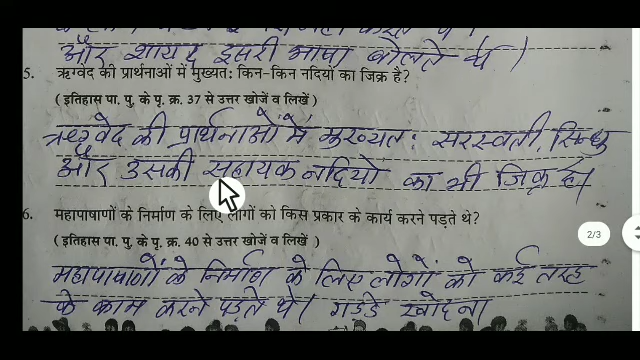 और शायद दूसरी भाषा बोलते थे।
5. ऋग्वेद की प्रार्थनाओं में मुख्यत: किन-किन नदियों का जिक्र है?
( इतिहास पा. पु. के पृ. क्र. 37 से उत्तर खोजें व लिखें )
ऋग्वेद की प्रार्थनाओं में मुख्यत: सरस्वती, सिन्धु
और उसकी सहायक नदियो का भी जिक्र है।
6. महापाषाणों के निर्माण के लिए लोगों को किस प्रकार के कार्य करने पड़ते थे?
2/3
( इतिहास पा. पु. के पृ. क्र. 40 से उत्तर खोजें व लिखें )
महापाषाणों के निर्माण के लिए लोगों को कई तरह
के काम करने पड़ते थे। गड्डे खोदना